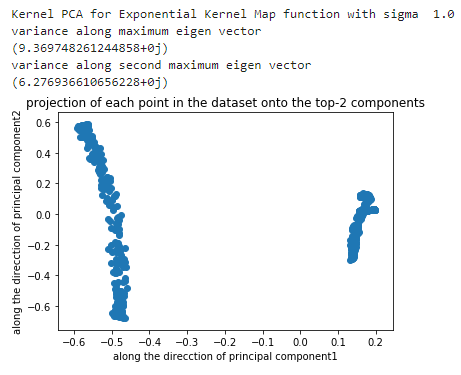 Kernel PCA for Exponential Kernel Map function with sigma  1.0
variance along maximum eigen vector
(9.369748261244858+0j)
variance along second maximum eigen vector
(6.276936610656228+0j)
projection of each point in the dataset onto the top-2 components
along the direcction of principal component2
0.6
0.4
0.2
0.0
−0.2
−0.4
−0.6
−0.6 −0.5 −0.4 −0.3 −0.2 −0.1 0.0 0.1 0.2
along the direcction of principal component1